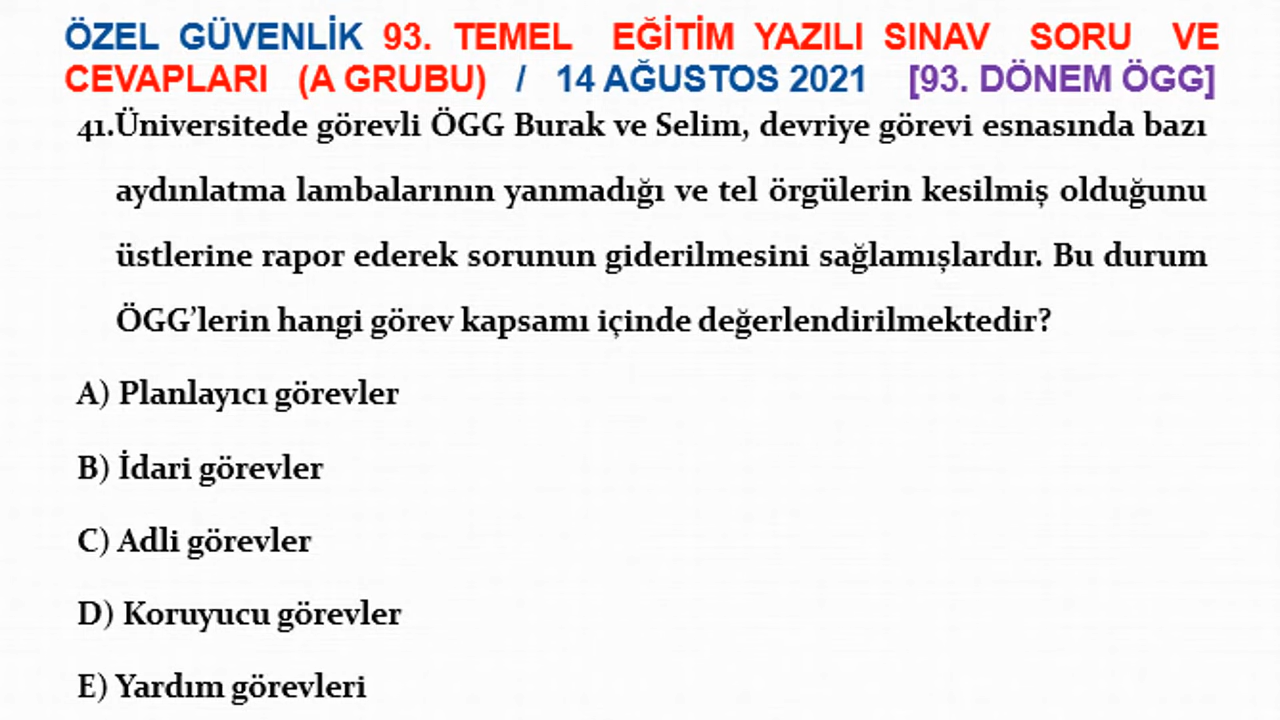 ÖZEL GÜVENLİK 93. TEMEL EĞİTİM YAZILI SINAV SORU VE
CEVAPLARI (A GRUBU) / 14 AĞUSTOS 2021 [93. DÖNEM ÖGG]
41.Üniversitede görevli ÖGG Burak ve Selim, devriye görevi esnasında bazı
aydınlatma lambalarının yanmadığı ve tel örgülerin kesilmiş olduğunu
üstlerine rapor ederek sorunun giderilmesini sağlamışlardır. Bu durum
ÖGG’lerin hangi görev kapsamı içinde değerlendirilmektedir?
A) Planlayıcı görevler
B) İdari görevler
C) Adli görevler
D) Koruyucu görevler
E) Yardım görevleri